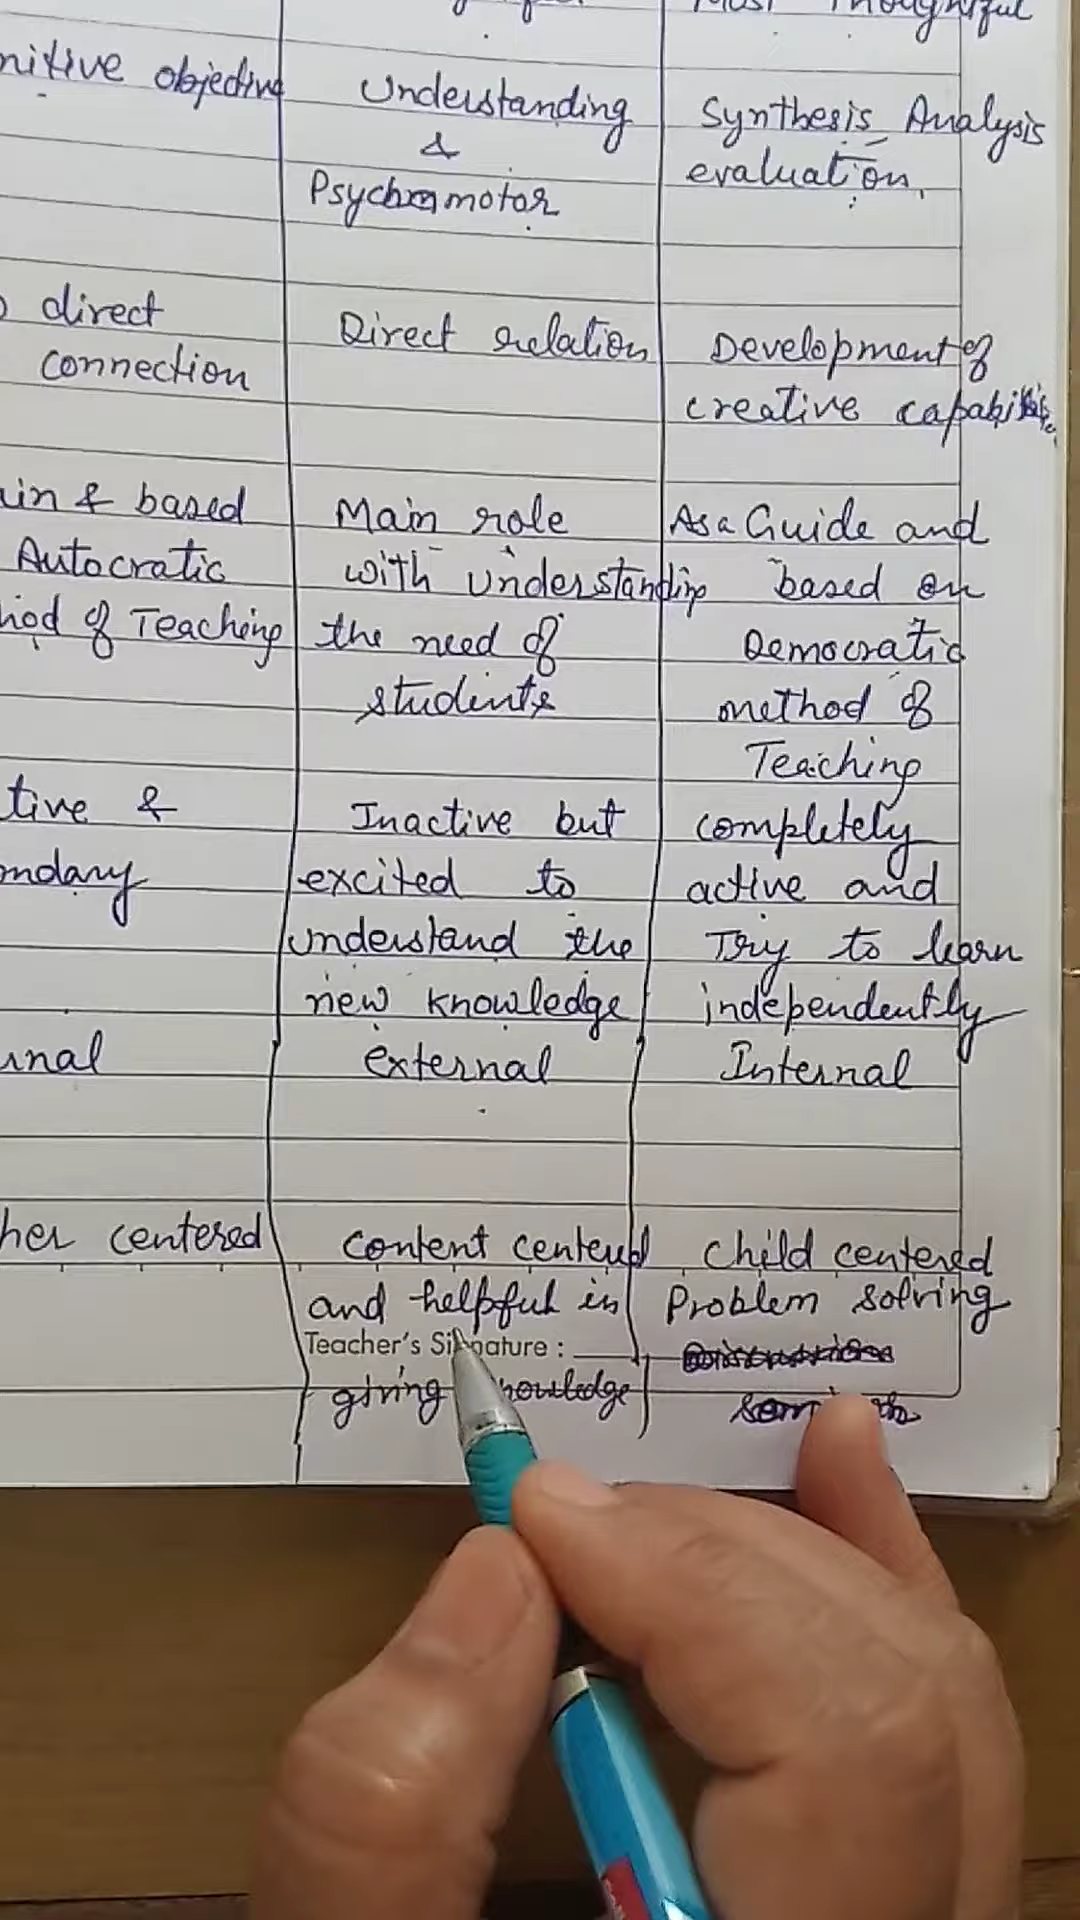 Most Thoughtful
nitive objective
Understanding
&
Psychomotor
Synthesis, Analysis
evaluation.
direct
connection
Direct relation
Development of
creative
in & based
Autocratic
hod of Teaching
Main role
with understanding
the need of
students
As a Guide and
based on
Democratic
method of
Teaching
tive &
ondary
Inactive but
excited to
understand the
new knowledge
completely
active and
Try to learn
independently
rnal
external
Internal
her centered
content centered
and helpful in
giving knowledge
child centered
Problem solving
Teacher's Signature :